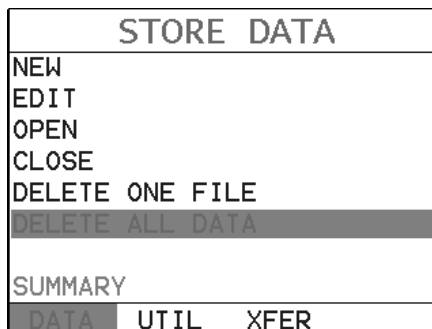 STORE DATA
NEW
EDIT
OPEN
CLOSE
DELETE ONE FILE
DELETE ALL DATA
SUMMARY
DATA UTIL XFER